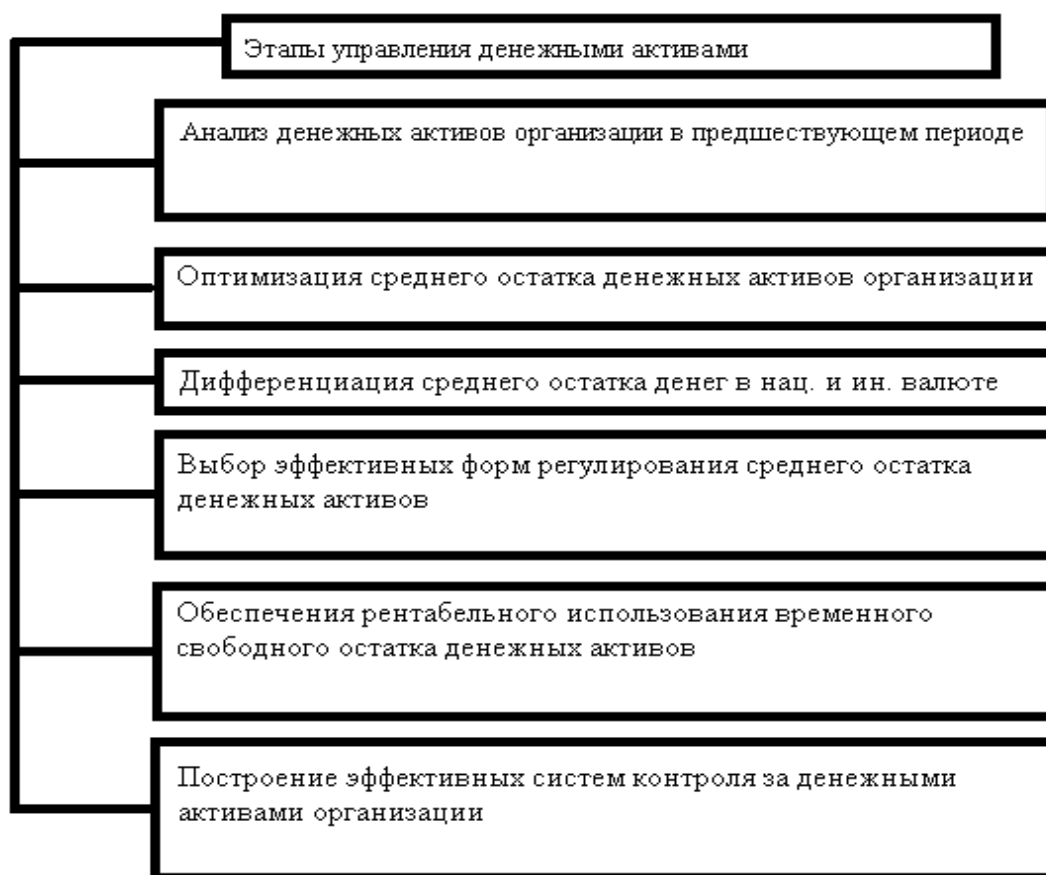 Этапы управления денежными активами
Анализ денежных активов организации в предшествующем периоде
Оптимизация среднего остатка денежных активов организации
Дифференциация среднего остатка денег в нац. и ин. валюте
Выбор эффективных форм регулирования среднего остатка
денежных активов
Обеспечения рентабельного использования временного
свободного остатка денежных активов
Построение эффективных систем контроля за денежными
активами организации